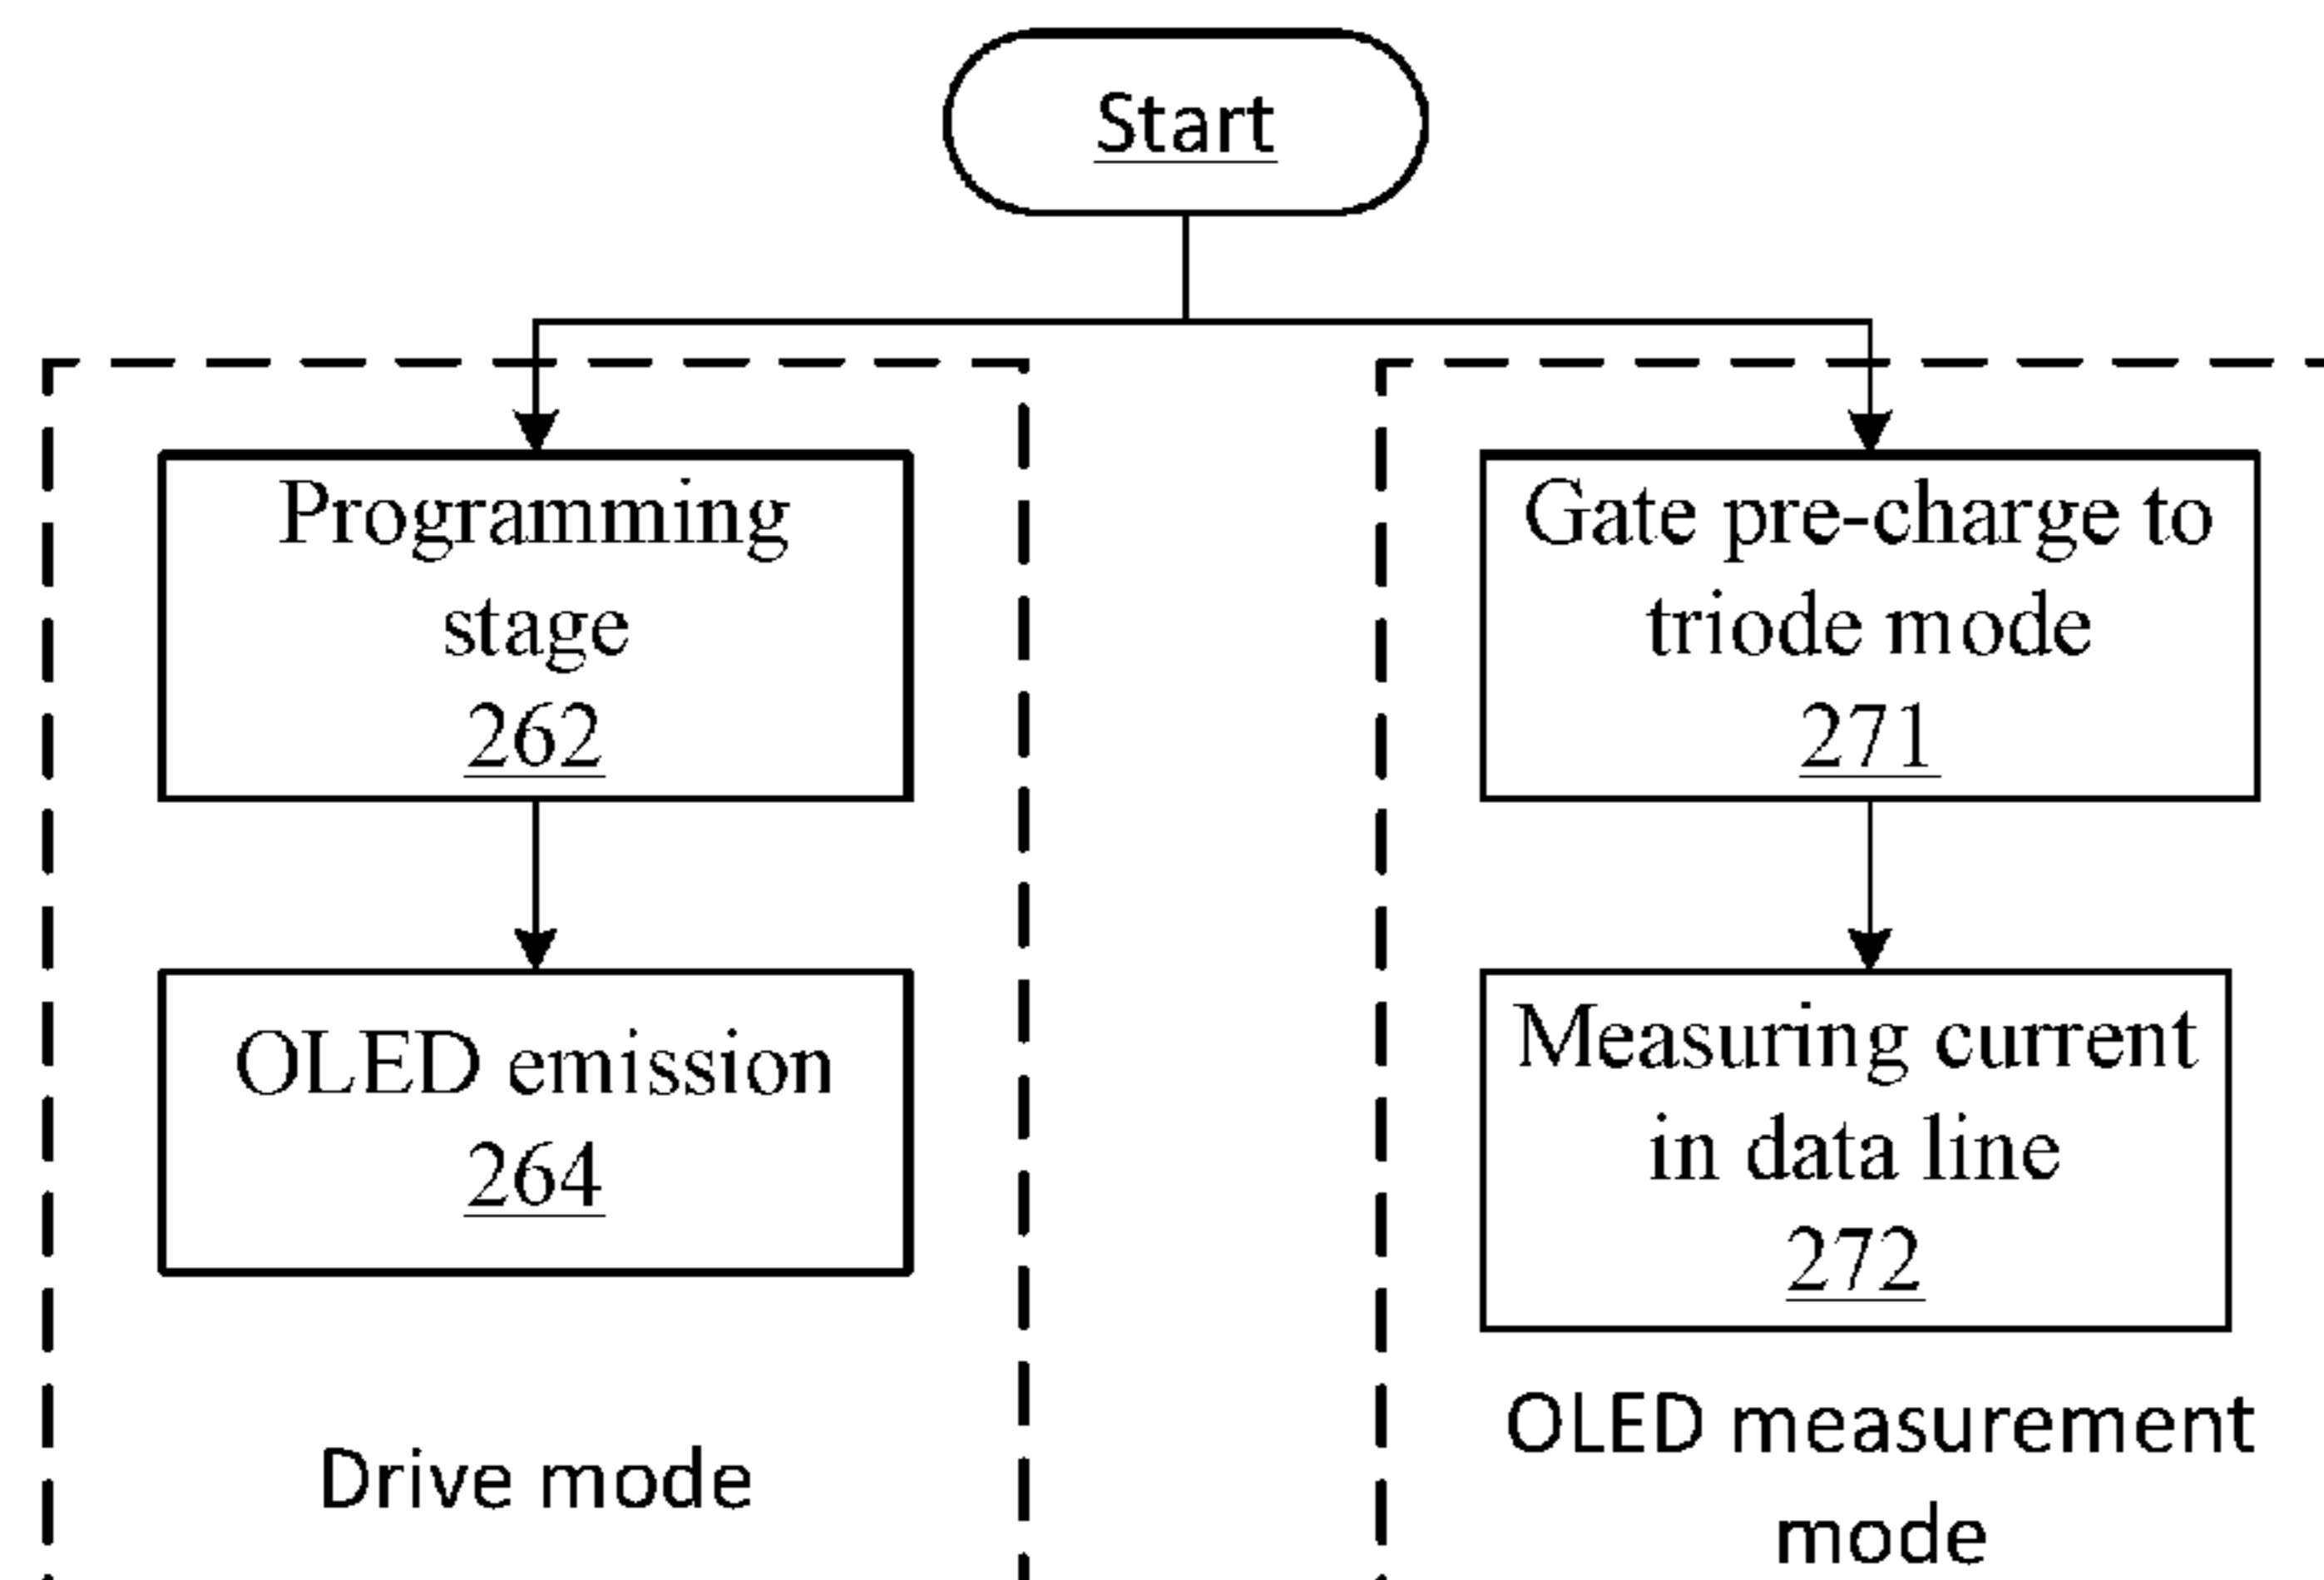 Start
Programming
stage
262
OLED emission
264
Drive mode
Gate pre-charge to
triode mode
271
Measuring current
in data line
272
OLED measurement
mode